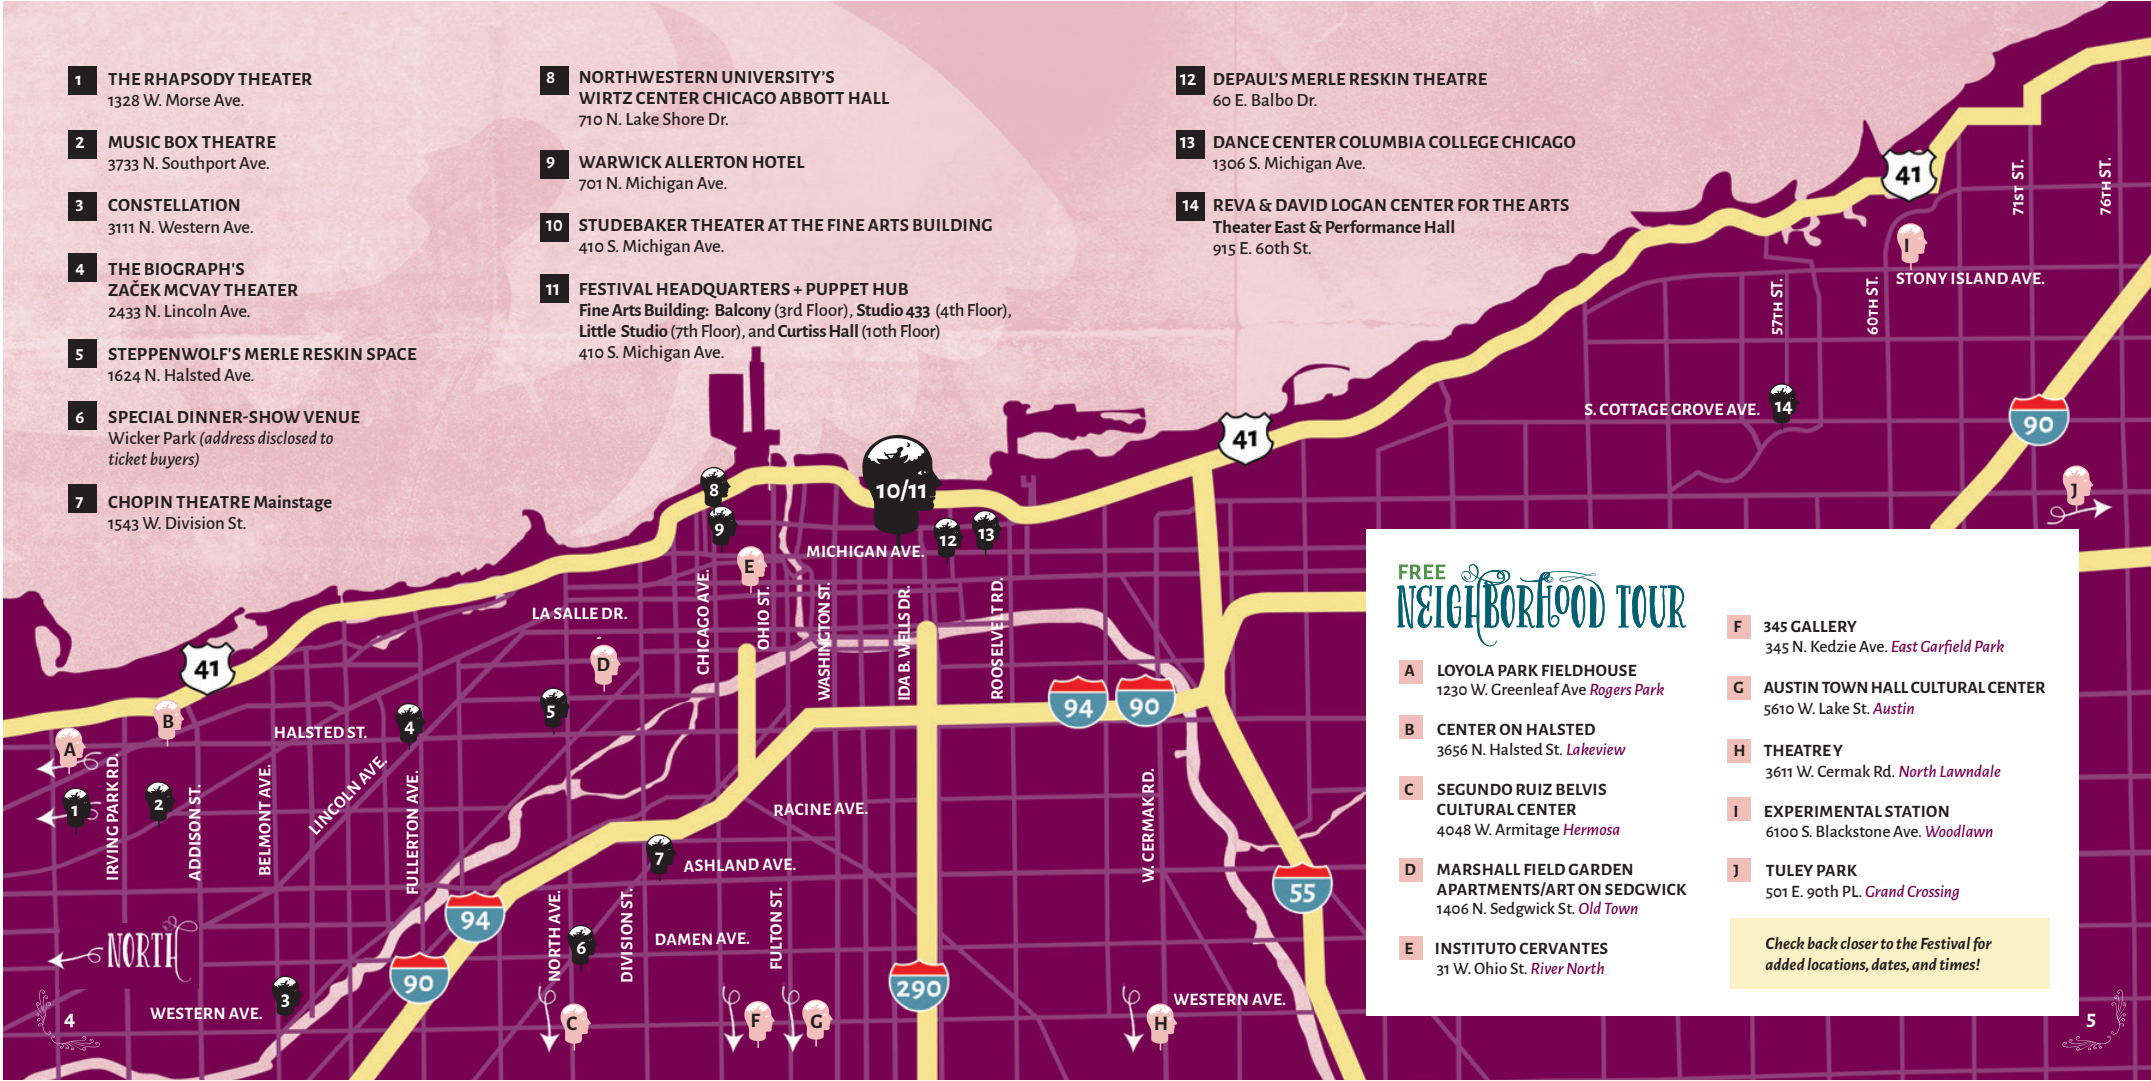 1 THE RHAPSODY THEATER
1328 W. Morse Ave.
2 MUSIC BOX THEATRE
3733 N. Southport Ave.
3 CONSTELLATION
3111 N. Western Ave.
4 THE BIOGRAPH'S
ZAČEK MCVAY THEATER
2433 N. Lincoln Ave.
5 STEPPENWOLF'S MERLE RESKIN SPACE
1624 N. Halsted Ave.
6 SPECIAL DINNER-SHOW VENUE
Wicker Park (address disclosed to
ticket buyers)
7 CHOPIN THEATRE Mainstage
1543 W. Division St.
8 NORTHWESTERN UNIVERSITY'S
WIRTZ CENTER CHICAGO ABBOTT HALL
710 N. Lake Shore Dr.
9 WARWICK ALLERTON HOTEL
701 N. Michigan Ave.
10 STUDEBAKER THEATER AT THE FINE ARTS BUILDING
410 S. Michigan Ave.
11 FESTIVAL HEADQUARTERS + PUPPET HUB
Fine Arts Building: Balcony (3rd Floor), Studio 433 (4th Floor),
Little Studio (7th Floor), and Curtiss Hall (10th Floor)
410 S. Michigan Ave.
12 DEPAUL'S MERLE RESKIN THEATRE
60 E. Balbo Dr.
13 DANCE CENTER COLUMBIA COLLEGE CHICAGO
1306 S. Michigan Ave.
14 REVA & DAVID LOGAN CENTER FOR THE ARTS
Theater East & Performance Hall
915 E. 60th St.
41
71ST ST.
76TH ST.
I
STONY ISLAND AVE.
57TH ST.
60TH ST.
S. COTTAGE GROVE AVE.
14
90
J
41
8
9
10/11
12
13
E
MICHIGAN AVE.
LA SALLE DR.
CHICAGO AVE.
OHIO ST.
WASHINGTON ST.
IDA B. WELLS DR.
ROOSEVELT RD.
41
D
B
A
5
4
HALSTED ST.
94
90
IRVING PARK RD.
1
2
ADDISON ST.
BELMONT AVE.
LINCOLN AVE.
FULLERTON AVE.
RACINE AVE.
W. CERMAK RD.
7
ASHLAND AVE.
55
94
NORTH AVE.
6
DIVISION ST.
DAMEN AVE.
FULTON ST.
NORTH
90
290
3
WESTERN AVE.
C
F
G
H
WESTERN AVE.
4
FREE
NEIGHBORHOOD TOUR
A LOYOLA PARK FIELDHOUSE
1230 W. Greenleaf Ave Rogers Park
B CENTER ON HALSTED
3656 N. Halsted St. Lakeview
C SEGUNDO RUIZ BELVIS
CULTURAL CENTER
4048 W. Armitage Hermosa
D MARSHALL FIELD GARDEN
APARTMENTS/ART ON SEDGWICK
1406 N. Sedgwick St. Old Town
E INSTITUTO CERVANTES
31 W. Ohio St. River North
F 345 GALLERY
345 N. Kedzie Ave. East Garfield Park
G AUSTIN TOWN HALL CULTURAL CENTER
5610 W. Lake St. Austin
H THEATRE Y
3611 W. Cermak Rd. North Lawndale
I EXPERIMENTAL STATION
6100 S. Blackstone Ave. Woodlawn
J TULEY PARK
501 E. 90th PL. Grand Crossing
Check back closer to the Festival for
added locations, dates, and times!
5